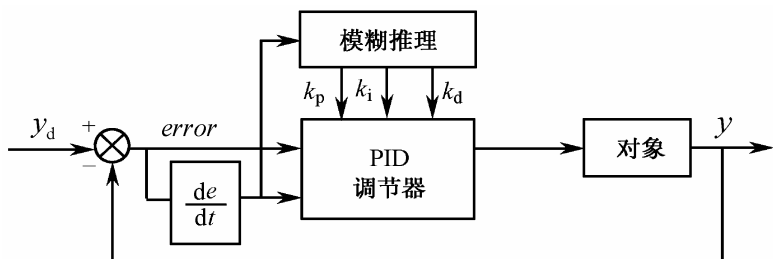 模糊推理
k_p k_i k_d
y_d + error
−
PID
调节器
对象
y
de
dt